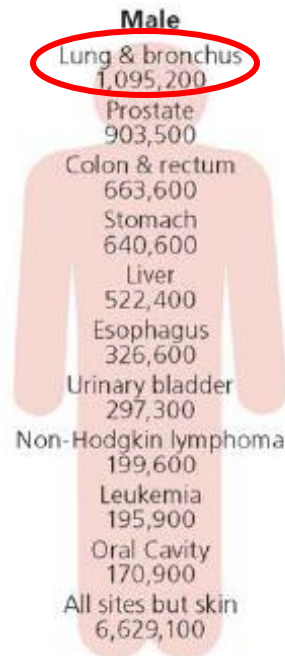 Male
Lung & bronchus
1,095,200
Prostate
903,500
Colon & rectum
663,600
Stomach
640,600
Liver
522,400
Esophagus
326,600
Urinary bladder
297,300
Non-Hodgkin lymphoma
199,600
Leukemia
195,900
Oral Cavity
170,900
All sites but skin
6,629,100